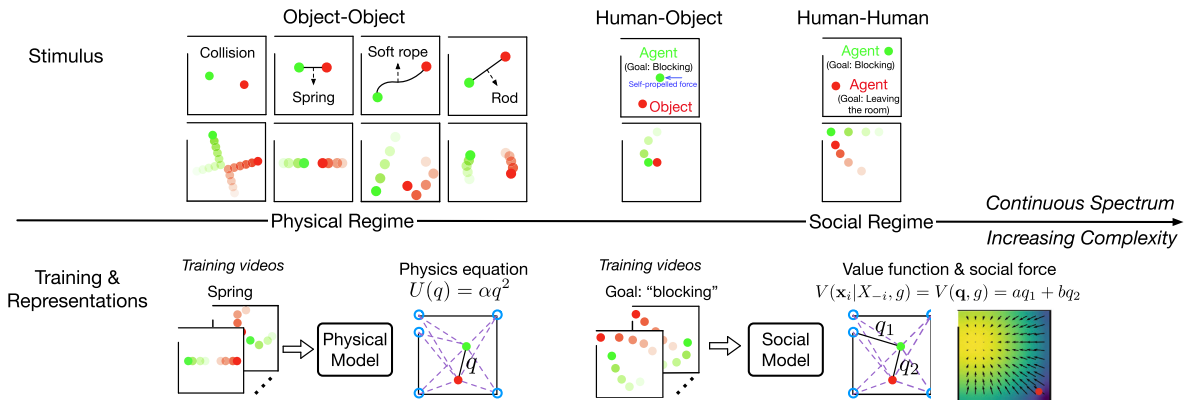 Object-Object
Human-Object
Human-Human
Stimulus
Collision
Spring
Soft rope
Rod
Agent
(Goal: Blocking)
Self-propelled force
Object
Agent
(Goal: Blocking)
Agent
(Goal: Leaving
the room)
Physical Regime
Social Regime
Continuous Spectrum
Increasing Complexity
Training &
Representations
Training videos
Spring
Physical
Model
Physics equation
U(q) = αq²
q
Training videos
Goal: “blocking”
Social
Model
Value function & social force
V(𝐱ᵢ|X₋ᵢ, g) = V(𝐪, g) = aq₁ + bq₂
q₁
q₂